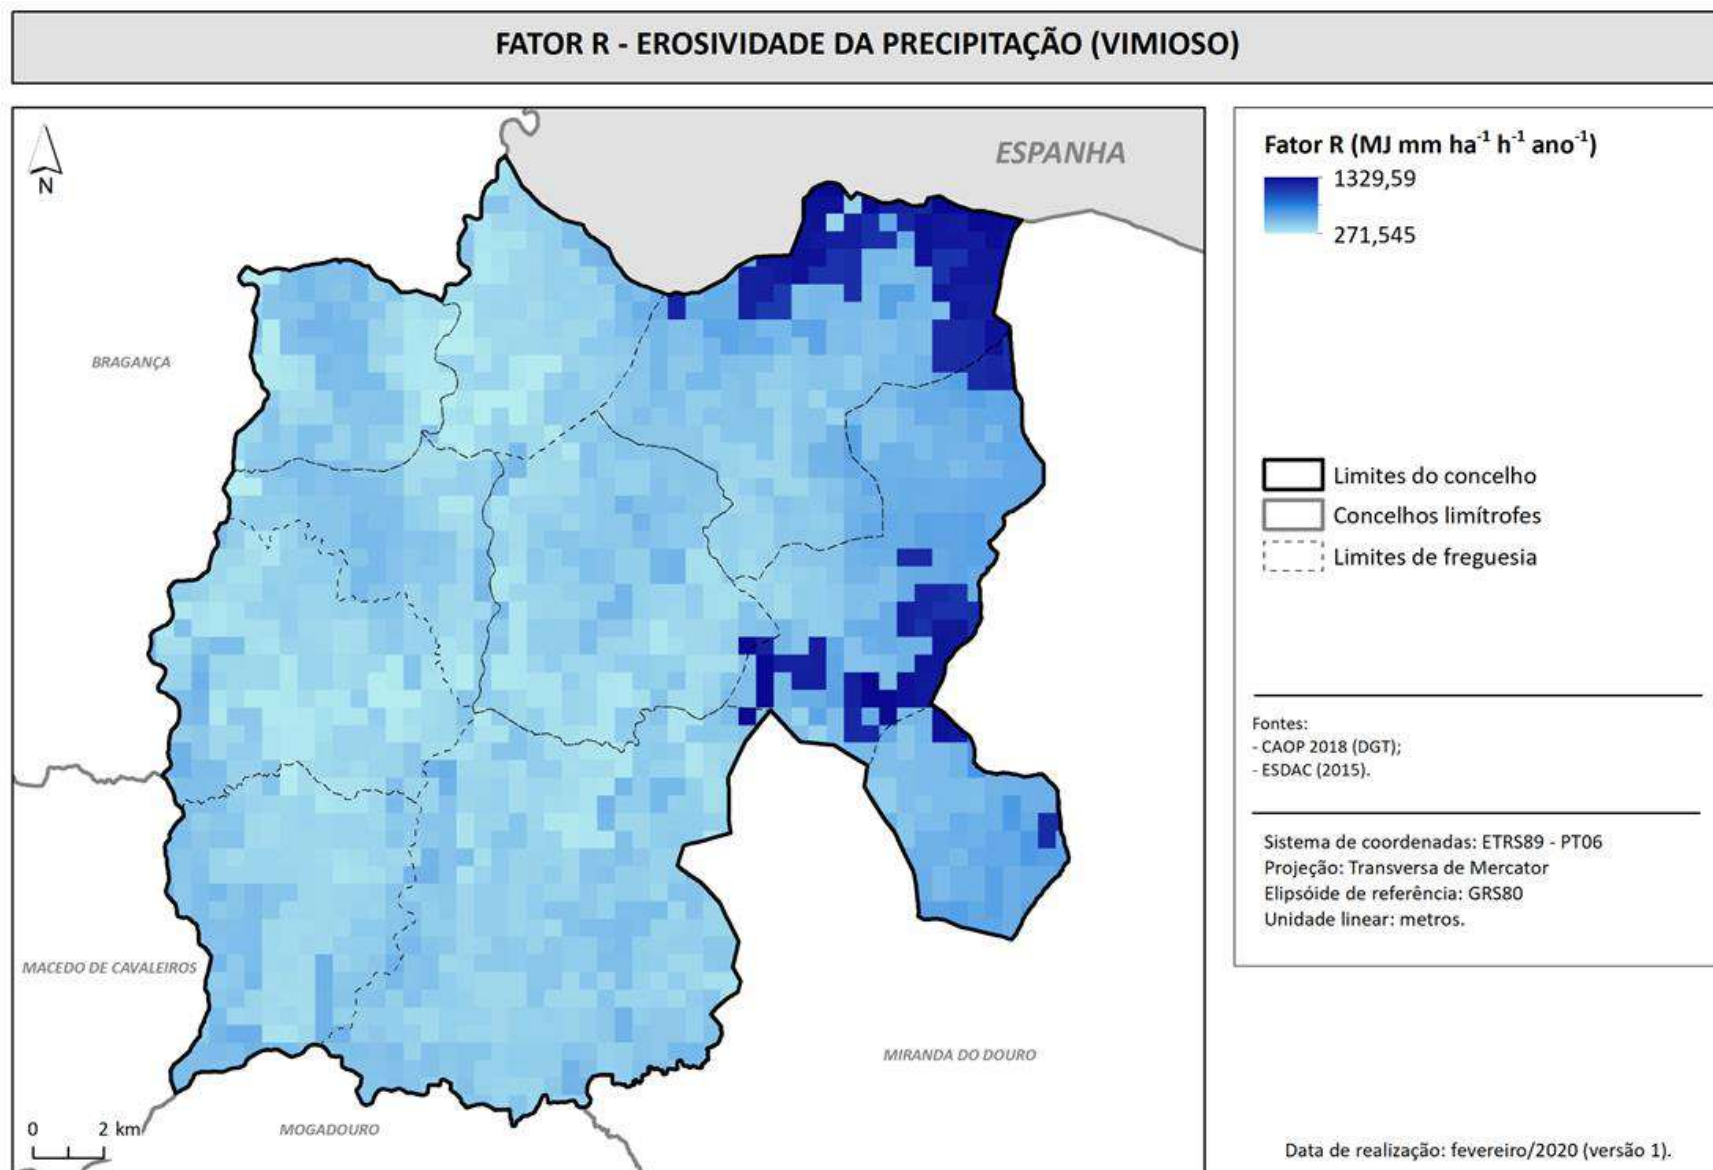 FATOR R - EROSIVIDADE DA PRECIPITAÇÃO (VIMIOSO)
ESPANHA
N
BRAGANÇA
MACEDO DE CAVALEIROS
MIRANDA DO DOURO
MOGADOURO
0 2 km
Fator R (MJ mm ha⁻¹ h⁻¹ ano⁻¹)
1329,59
271,545
Limites do concelho
Concelhos limítrofes
Limites de freguesia
Fontes:
- CAOP 2018 (DGT);
- ESDAC (2015).
Sistema de coordenadas: ETRS89 - PT06
Projeção: Transversa de Mercator
Elipsóide de referência: GRS80
Unidade linear: metros.
Data de realização: fevereiro/2020 (versão 1).